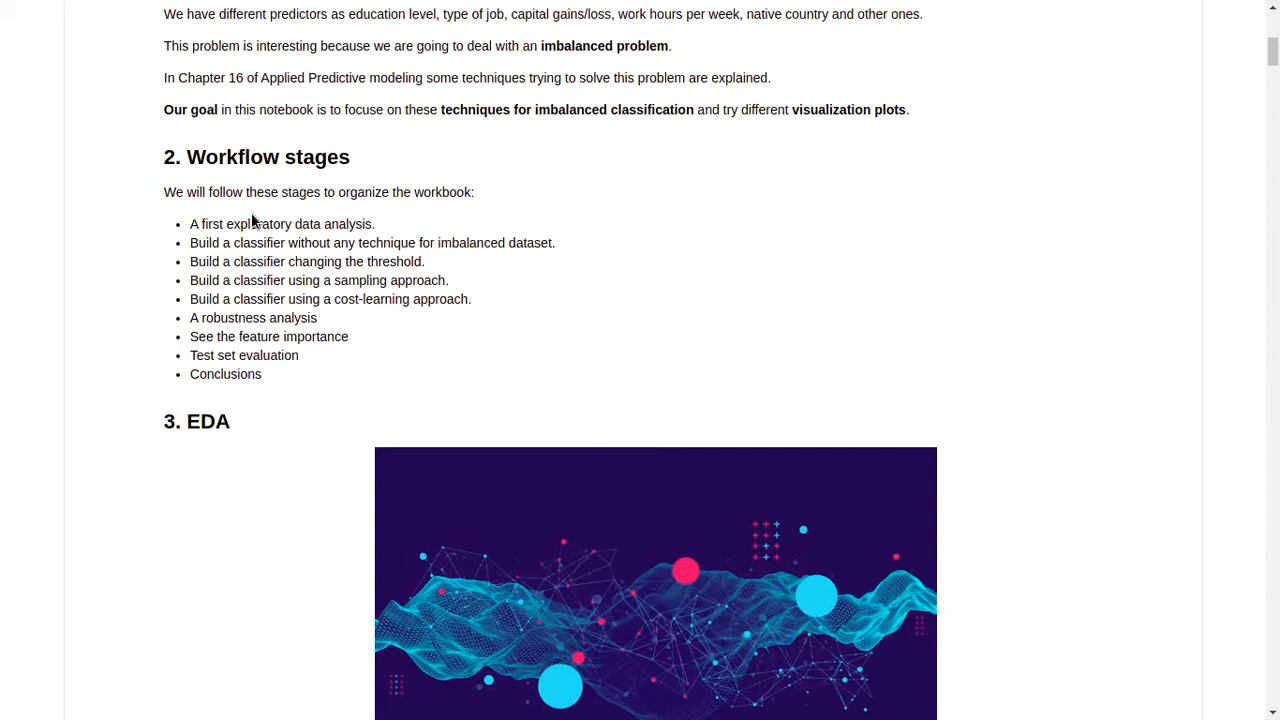 We have different predictors as education level, type of job, capital gains/loss, work hours per week, native country and other ones.
This problem is interesting because we are going to deal with an imbalanced problem.
In Chapter 16 of Applied Predictive modeling some techniques trying to solve this problem are explained.
Our goal in this notebook is to focus on these techniques for imbalanced classification and try different visualization plots.
2. Workflow stages
We will follow these stages to organize the workbook:
• A first exploratory data analysis.
• Build a classifier without any technique for imbalanced dataset.
• Build a classifier changing the threshold.
• Build a classifier using a sampling approach.
• Build a classifier using a cost-learning approach.
• A robustness analysis
• See the feature importance
• Test set evaluation
• Conclusions
3. EDA